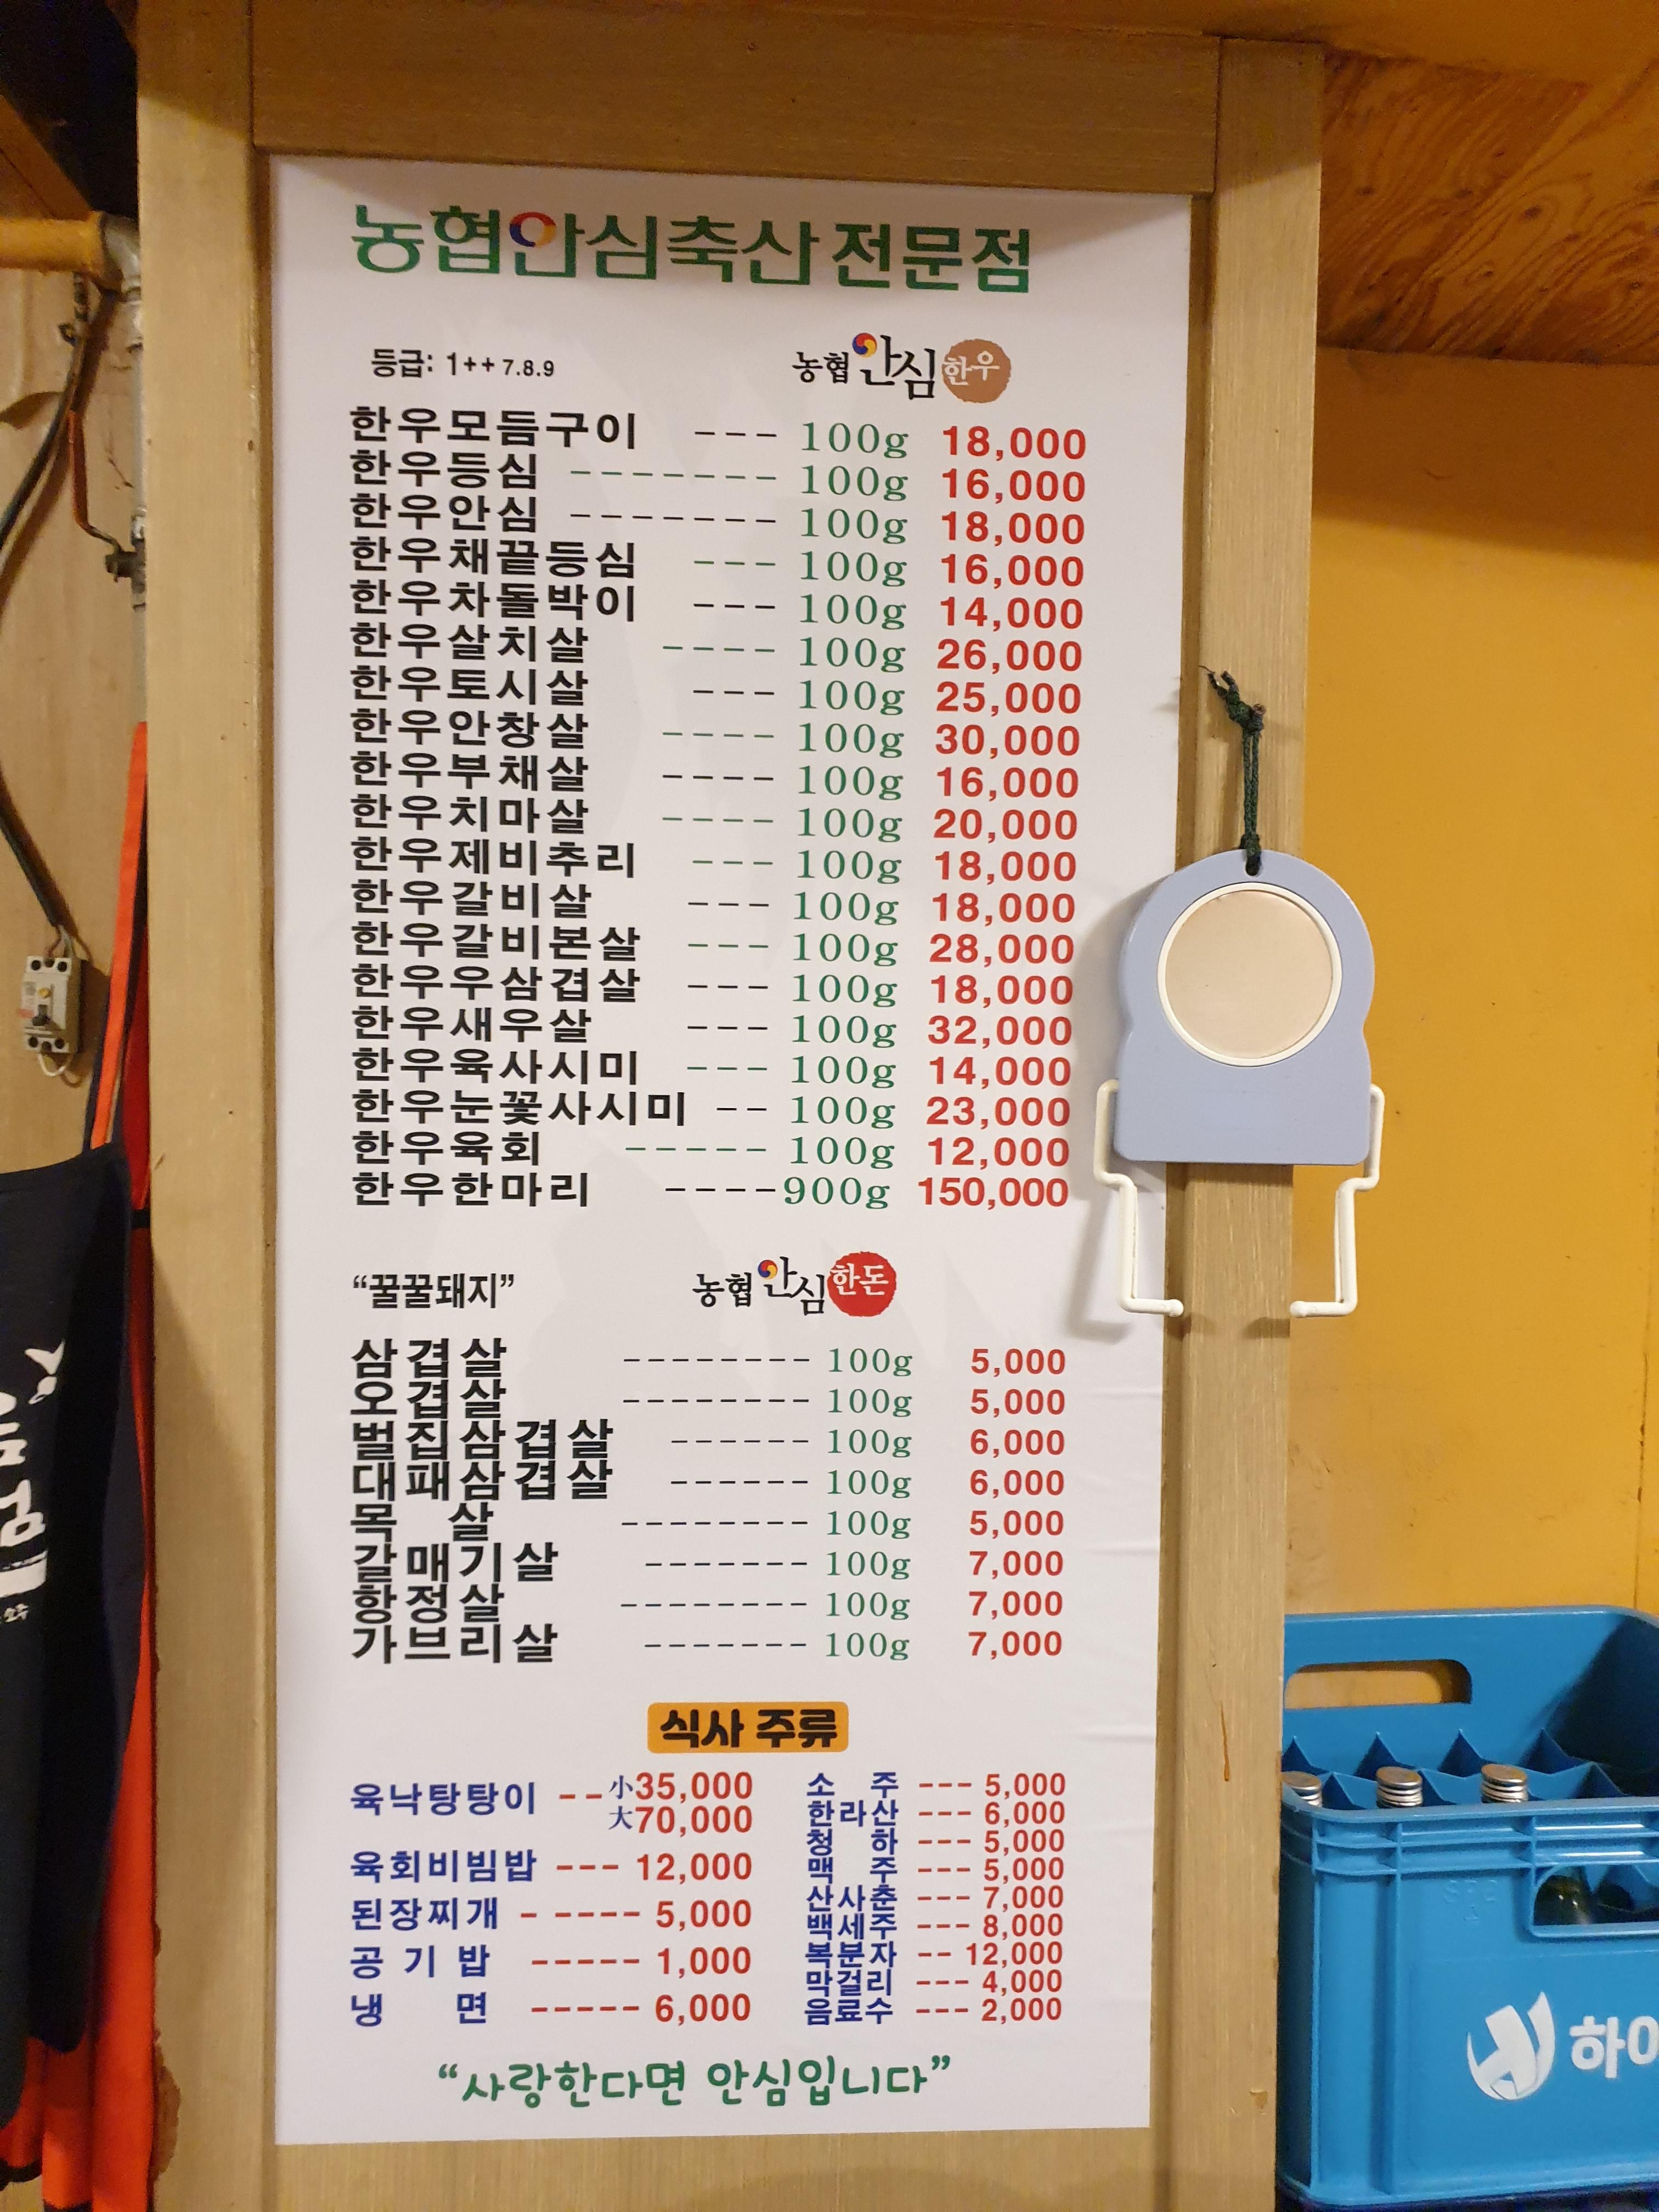 농협안심축산 전문점
등급: 1++ 7.8.9 농협 안심 한우
한우모듬구이 --- 100g 18,000
한우등심 ------- 100g 16,000
한우안심 ------- 100g 18,000
한우채끝등심 --- 100g 16,000
한우차돌박이 --- 100g 14,000
한우살치살 ---- 100g 26,000
한우토시살 --- 100g 25,000
한우안창살 ---- 100g 30,000
한우부채살 ---- 100g 16,000
한우치마살 ---- 100g 20,000
한우제비추리 --- 100g 18,000
한우갈비살 --- 100g 18,000
한우갈비본살 --- 100g 28,000
한우우삼겹살 --- 100g 18,000
한우새우살 --- 100g 32,000
한우육사시미 --- 100g 14,000
한우눈꽃사시미 -- 100g 23,000
한우육회 ----- 100g 12,000
한우한마리 ---- 900g 150,000
“꿀꿀돼지” 농협 안심 한돈
삼겹살 -------- 100g 5,000
오겹살 -------- 100g 5,000
벌집삼겹살 ------ 100g 6,000
대패삼겹살 ------ 100g 6,000
목 살 -------- 100g 5,000
갈매기살 ------- 100g 7,000
항정살 -------- 100g 7,000
가브리살 ------- 100g 7,000
식사 주류
육낙탕탕이 -- 小 35,000
大 70,000
육회비빔밥 --- 12,000
된장찌개 - ---- 5,000
공 기 밥 ----- 1,000
냉 면 ----- 6,000
소 주 --- 5,000
한라산 --- 6,000
청 하 --- 5,000
맥 주 --- 5,000
산사춘 --- 7,000
백세주 --- 8,000
복분자 -- 12,000
막걸리 --- 4,000
음료수 --- 2,000
“사랑한다면 안심입니다”
하이